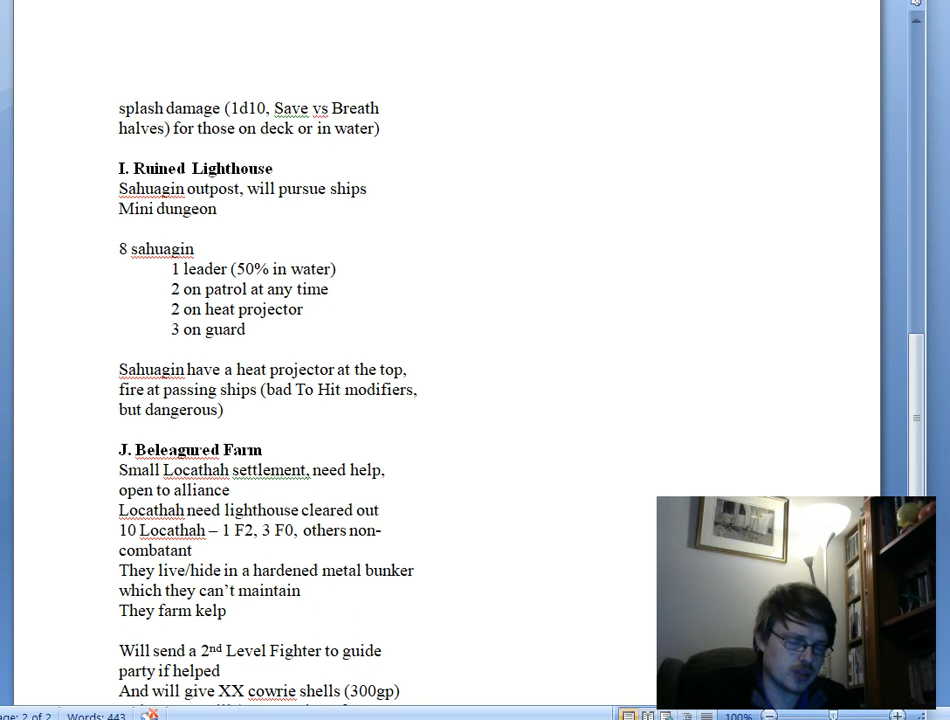 splash damage (1d10, Save vs Breath
halves) for those on deck or in water)
I. Ruined Lighthouse
Sahuagin outpost, will pursue ships
Mini dungeon
8 sahuagin
1 leader (50% in water)
2 on patrol at any time
2 on heat projector
3 on guard
Sahuagin have a heat projector at the top,
fire at passing ships (bad To Hit modifiers,
but dangerous)
J. Beleagured Farm
Small Locathah settlement, need help,
open to alliance
Locathah need lighthouse cleared out
10 Locathah – 1 F2, 3 F0, others non-
combatant
They live/hide in a hardened metal bunker
which they can't maintain
They farm kelp
Will send a 2nd Level Fighter to guide
party if helped
And will give XX cowrie shells (300gp)
age: 2 of 2 Words: 443 100%